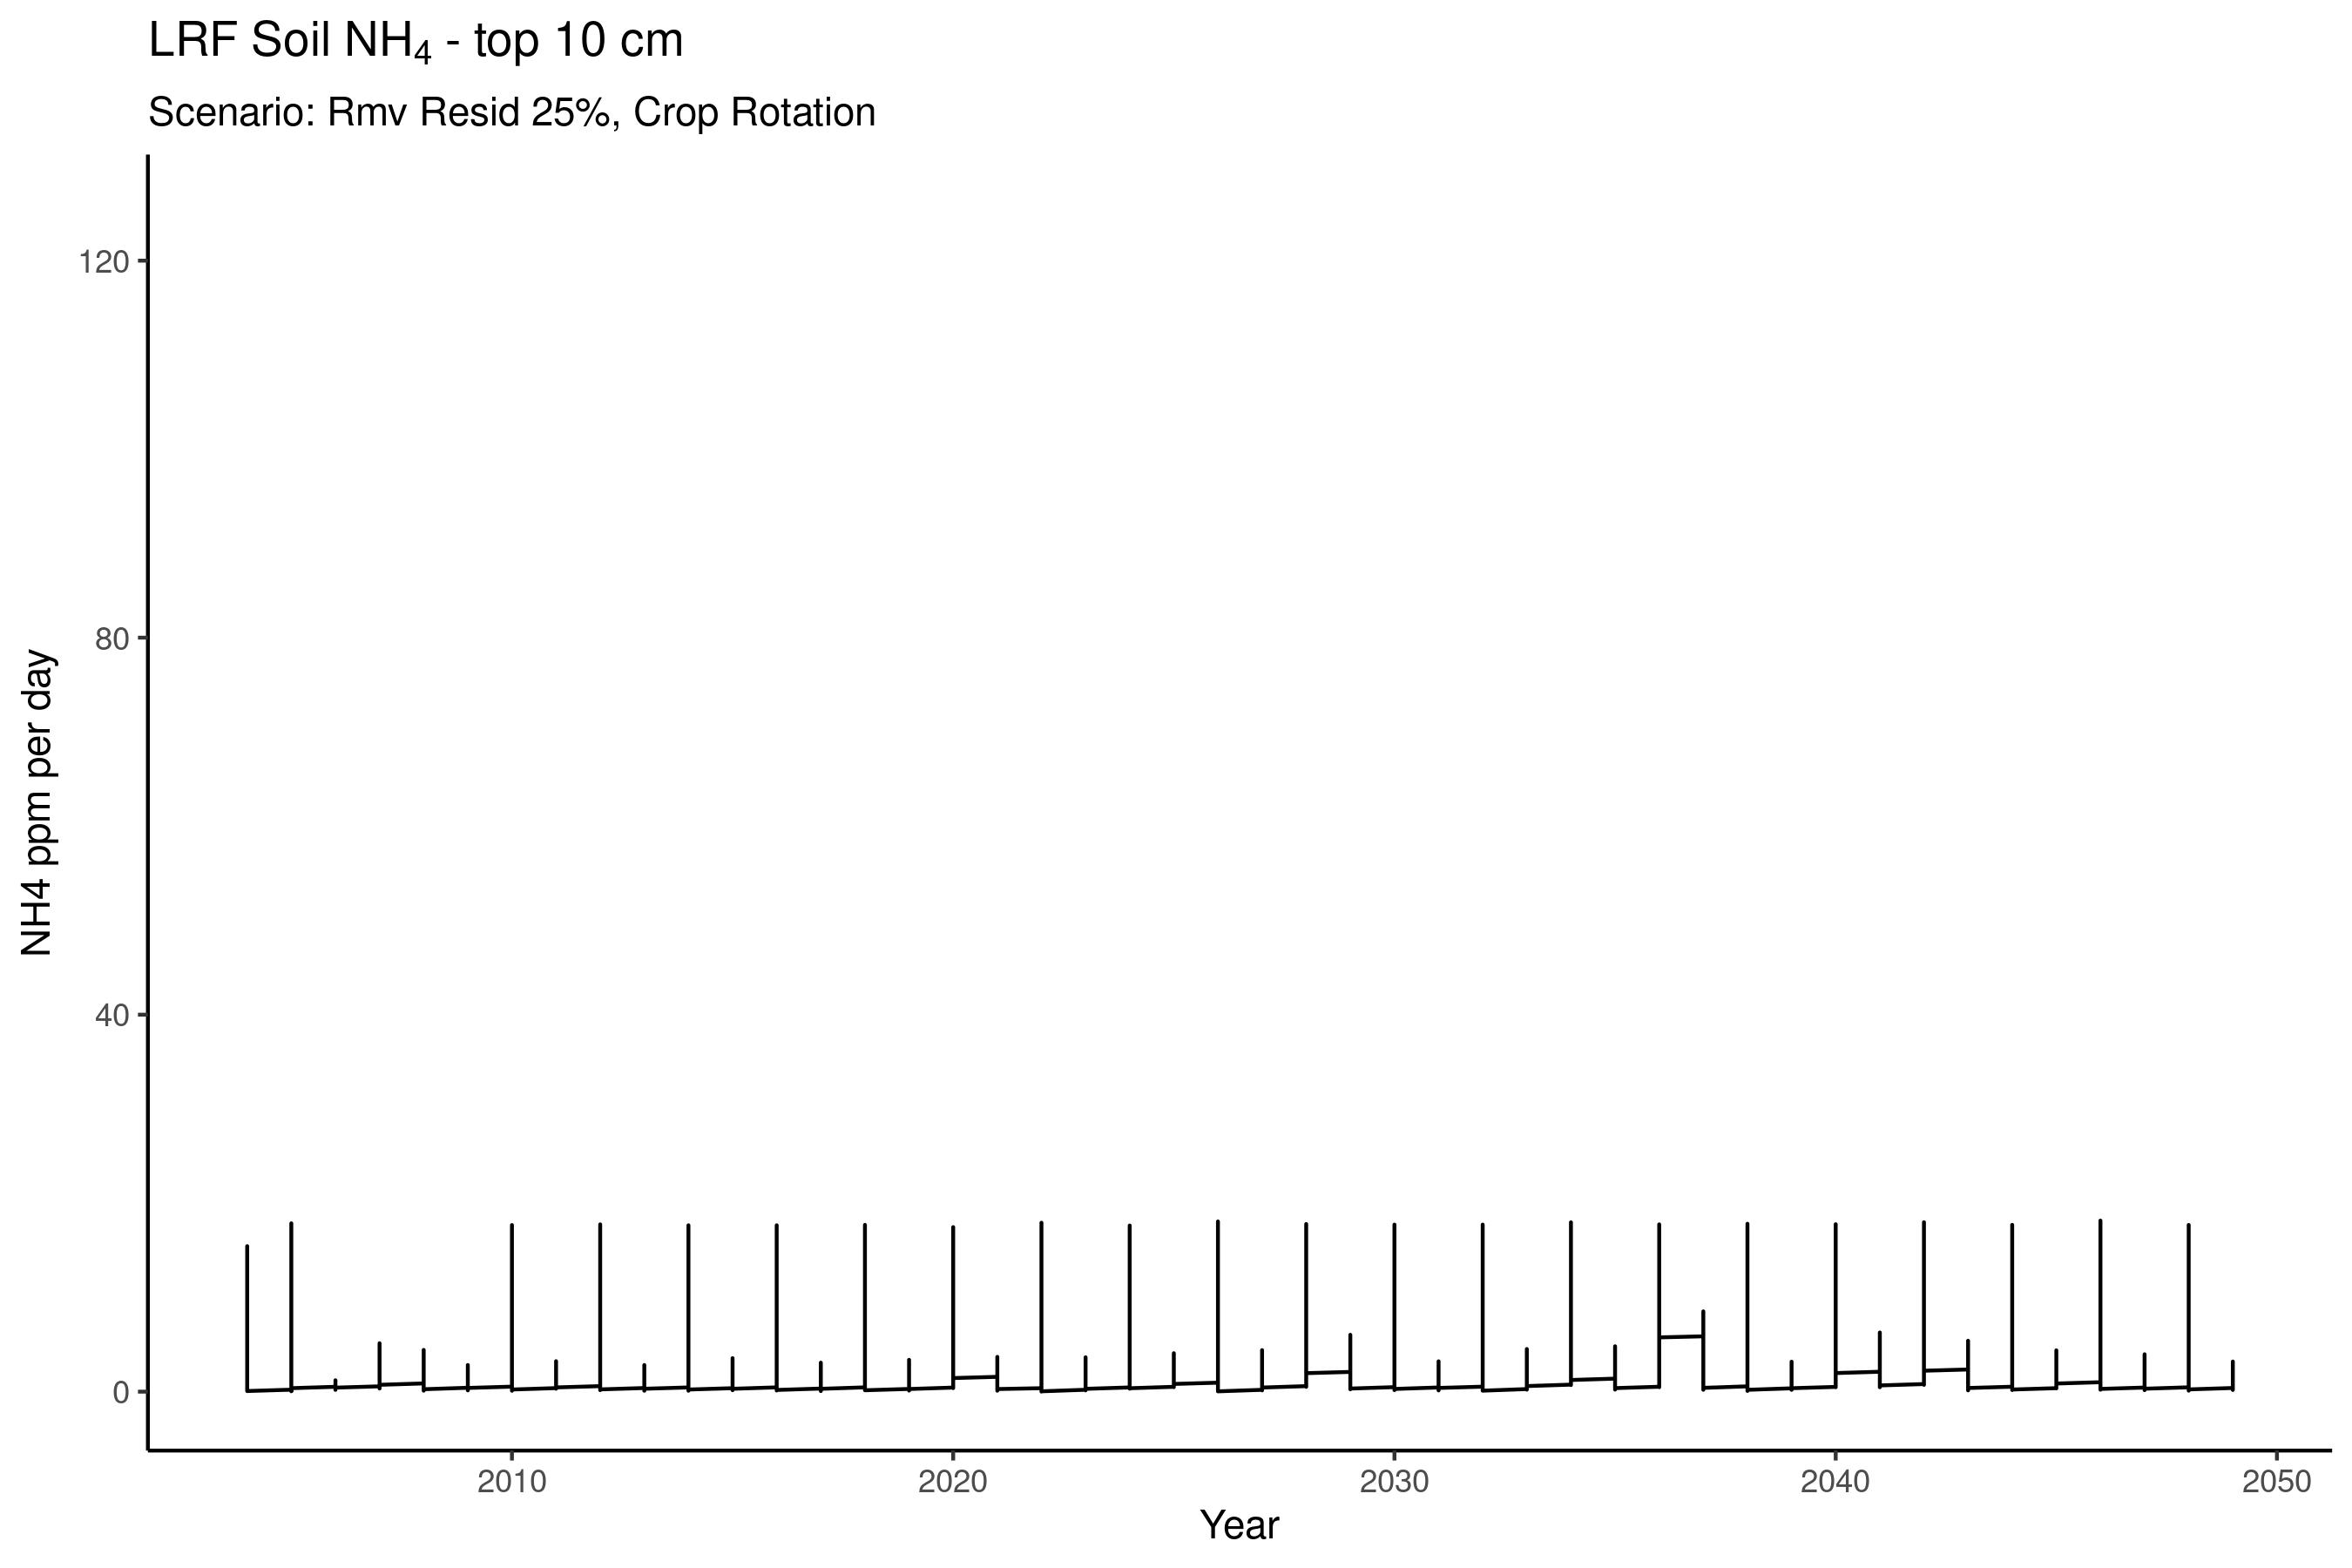 LRF Soil NH₄ - top 10 cm
Scenario: Rmv Resid 25%, Crop Rotation
NH4 ppm per day
120
80
40
0
2010 2020 2030 2040 2050
Year